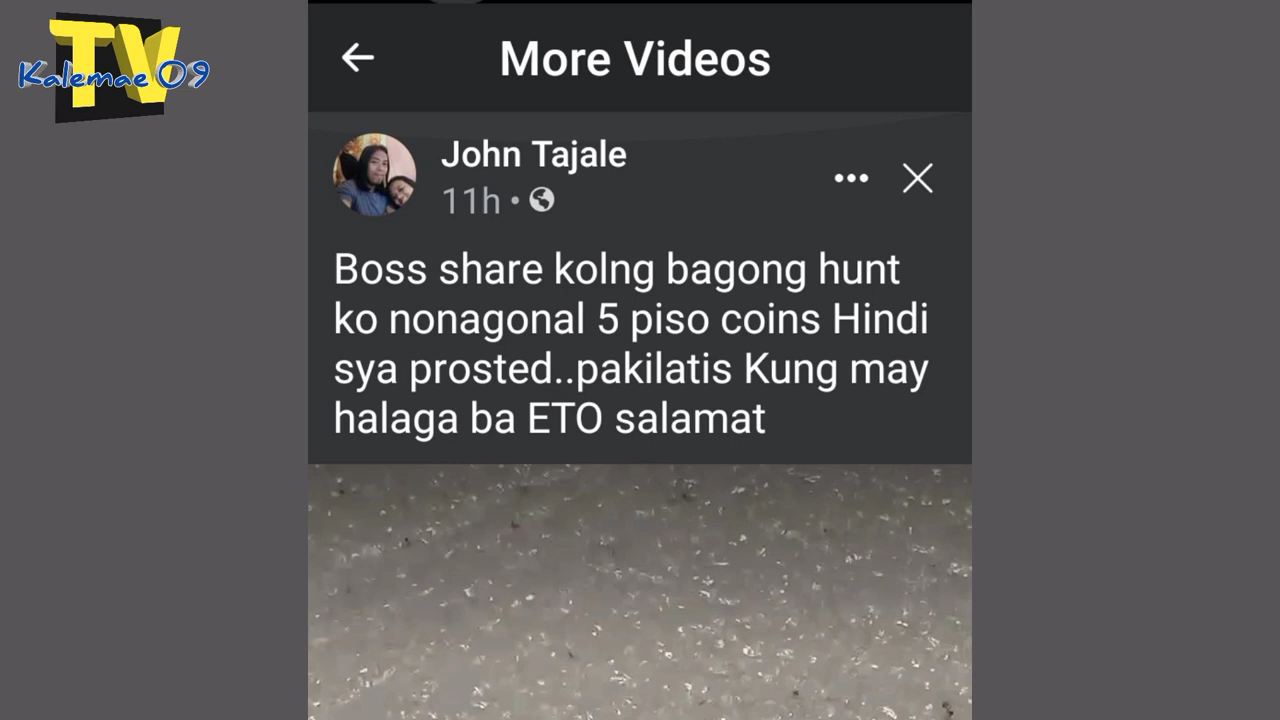 TV
Kalemae 09
More Videos
John Tajale
11h •
Boss share kolng bagong hunt
ko nonagonal 5 piso coins Hindi
sya prosted..pakilatis Kung may
halaga ba ETO salamat